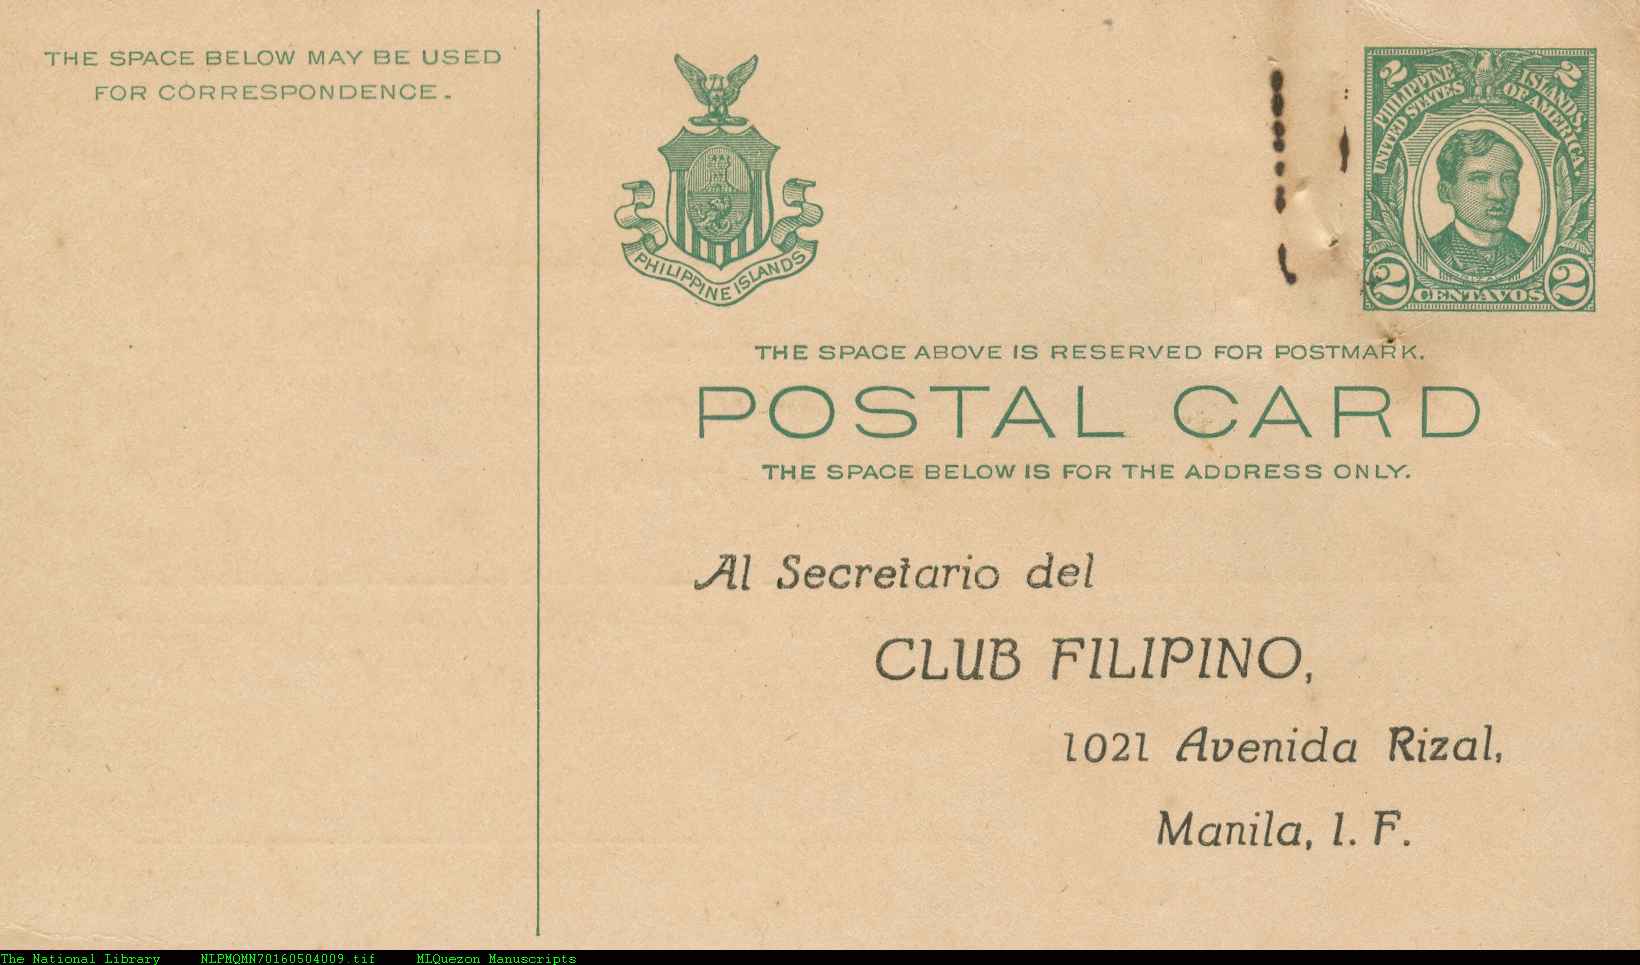 THE SPACE BELOW MAY BE USED
FOR CORRESPONDENCE.
PHILIPPINE ISLANDS
PHILIPPINE ISLANDS,
UNITED STATES OF AMERICA.
2 2
2 CENTAVOS 2
THE SPACE ABOVE IS RESERVED FOR POSTMARK.
POSTAL CARD
THE SPACE BELOW IS FOR THE ADDRESS ONLY.
Al Secretario del
CLUB FILIPINO,
1021 Avenida Rizal,
Manila, I. F.
The National Library NLPMQMN70160504009.tif MLQuezon Manuscripts